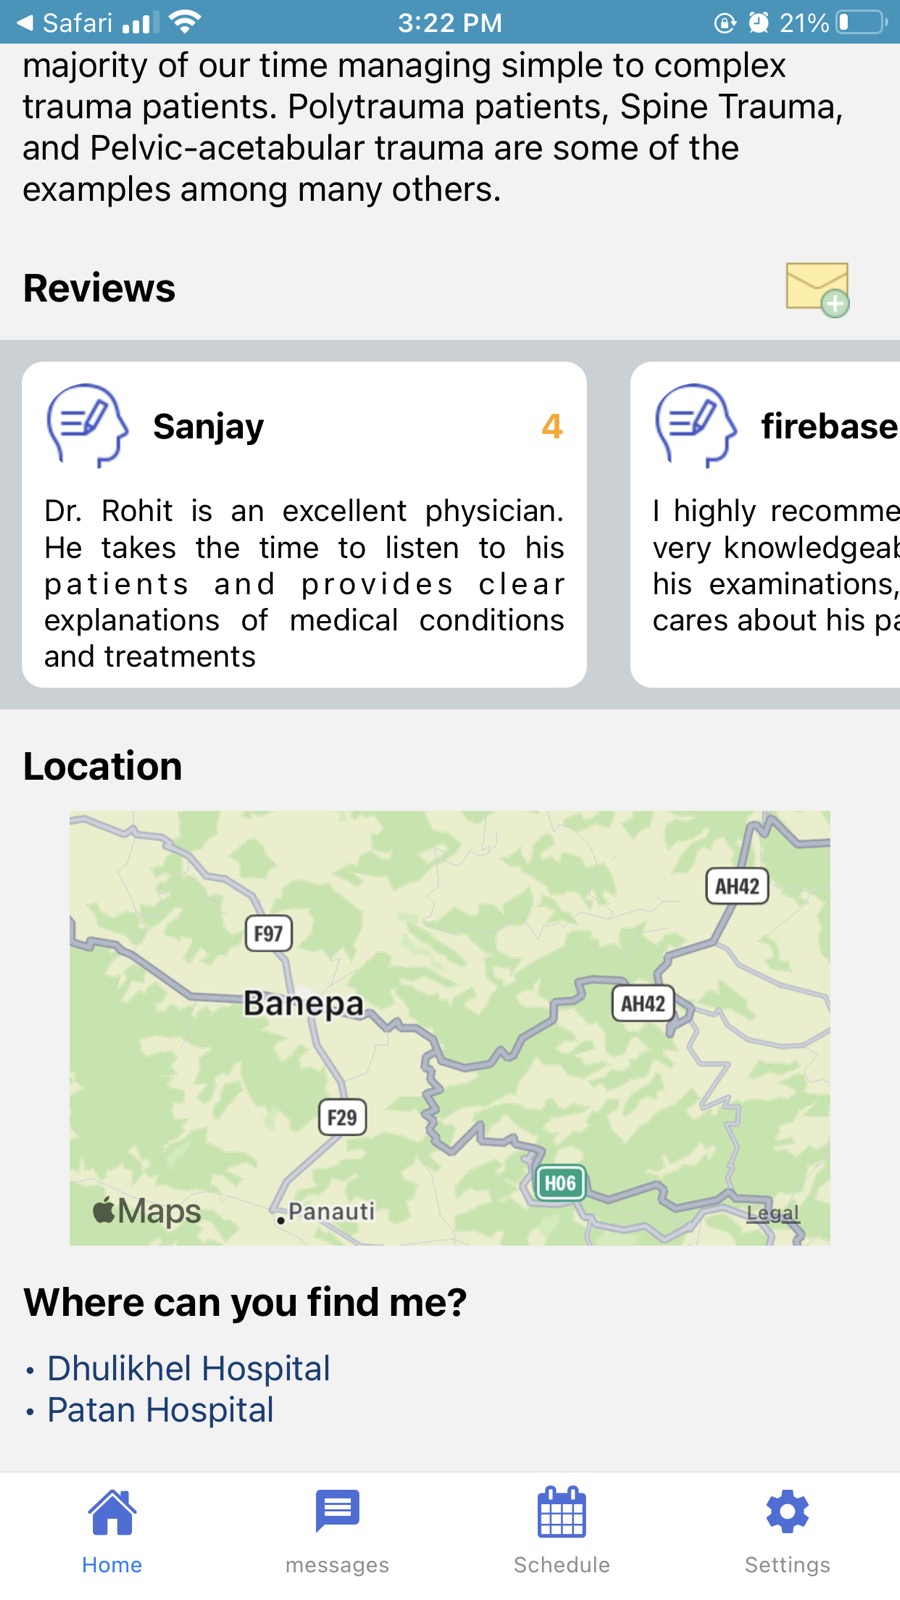 Safari
3:22 PM
21%
majority of our time managing simple to complex
trauma patients. Polytrauma patients, Spine Trauma,
and Pelvic-acetabular trauma are some of the
examples among many others.
Reviews
Sanjay
4
Dr. Rohit is an excellent physician.
He takes the time to listen to his
patients and provides clear
explanations of medical conditions
and treatments
firebase
I highly recomme
very knowledgeab
his examinations,
cares about his pa
Location
AH42
F97
Banepa
AH42
F29
H06
Maps
Panauti
Legal
Where can you find me?
• Dhulikhel Hospital
• Patan Hospital
Home
messages
Schedule
Settings